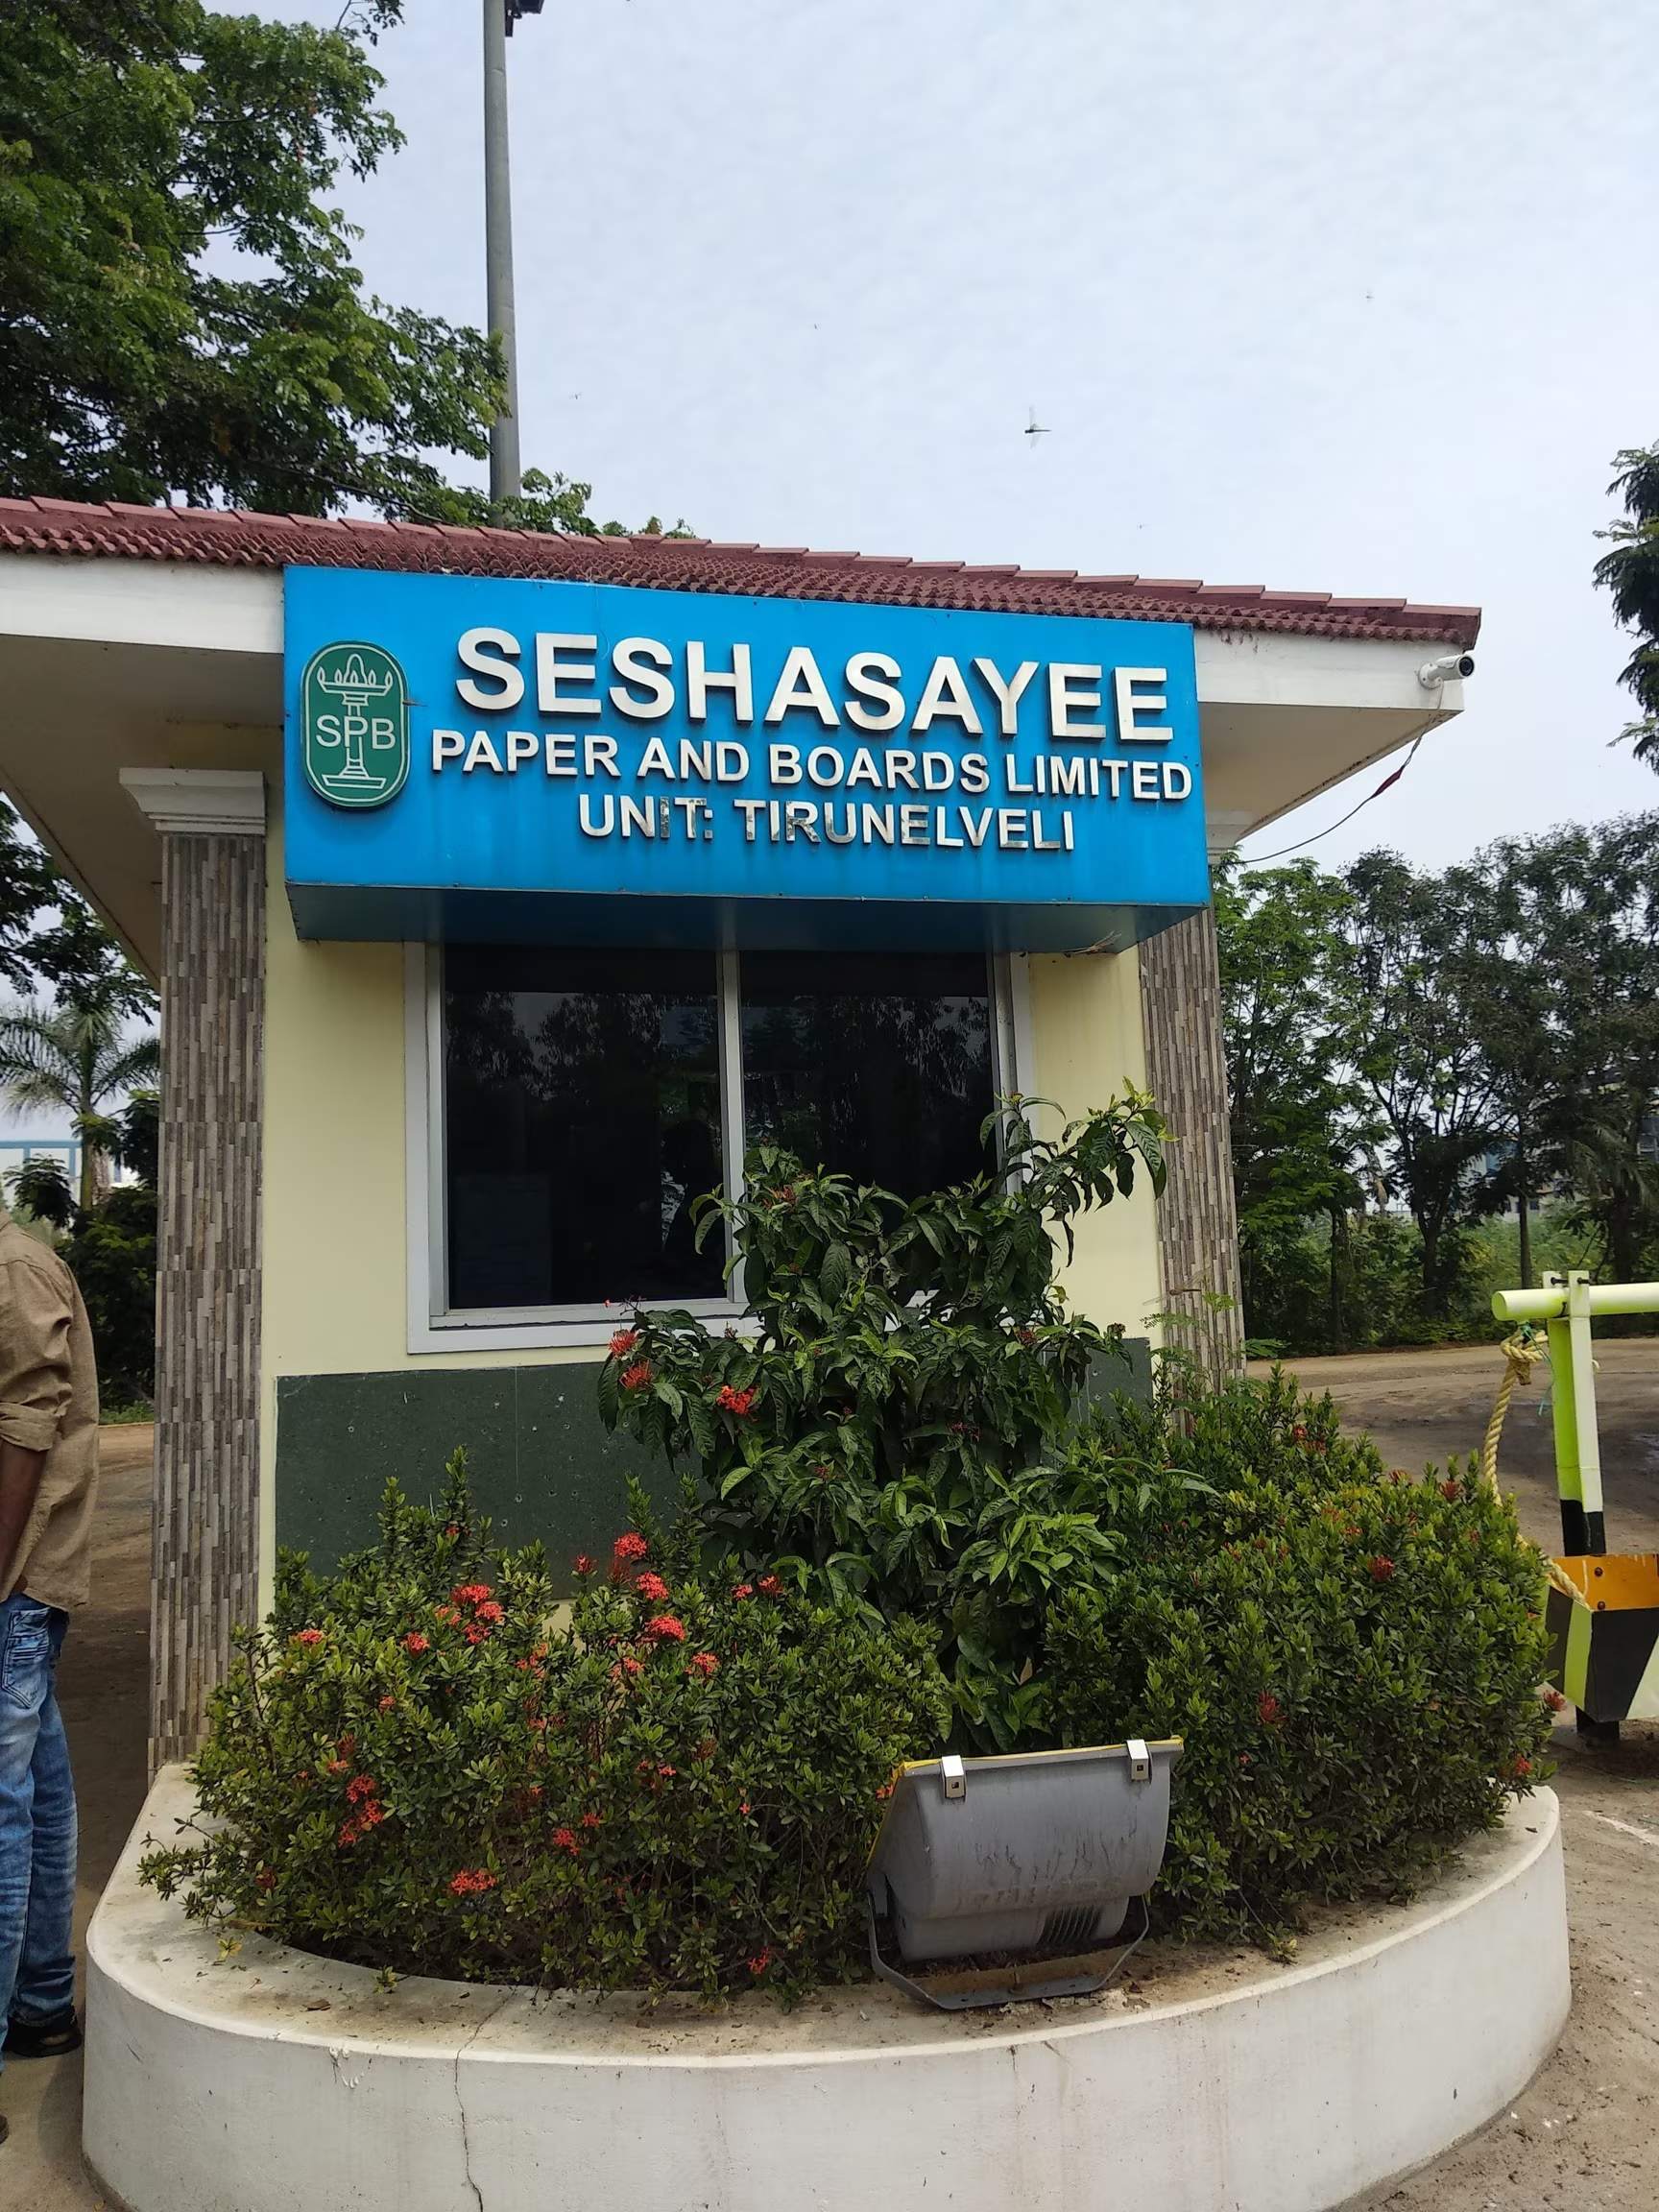 SPB
SESHASAYEE
PAPER AND BOARDS LIMITED
UNIT: TIRUNELVELI